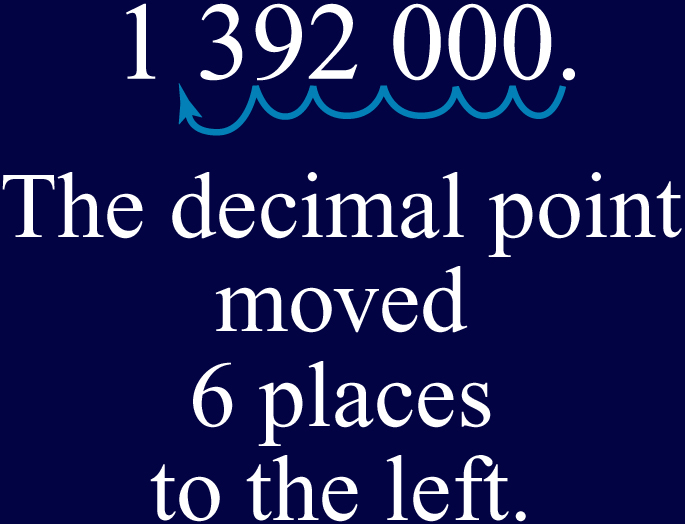 1 392 000.
The decimal point
moved
6 places
to the left.